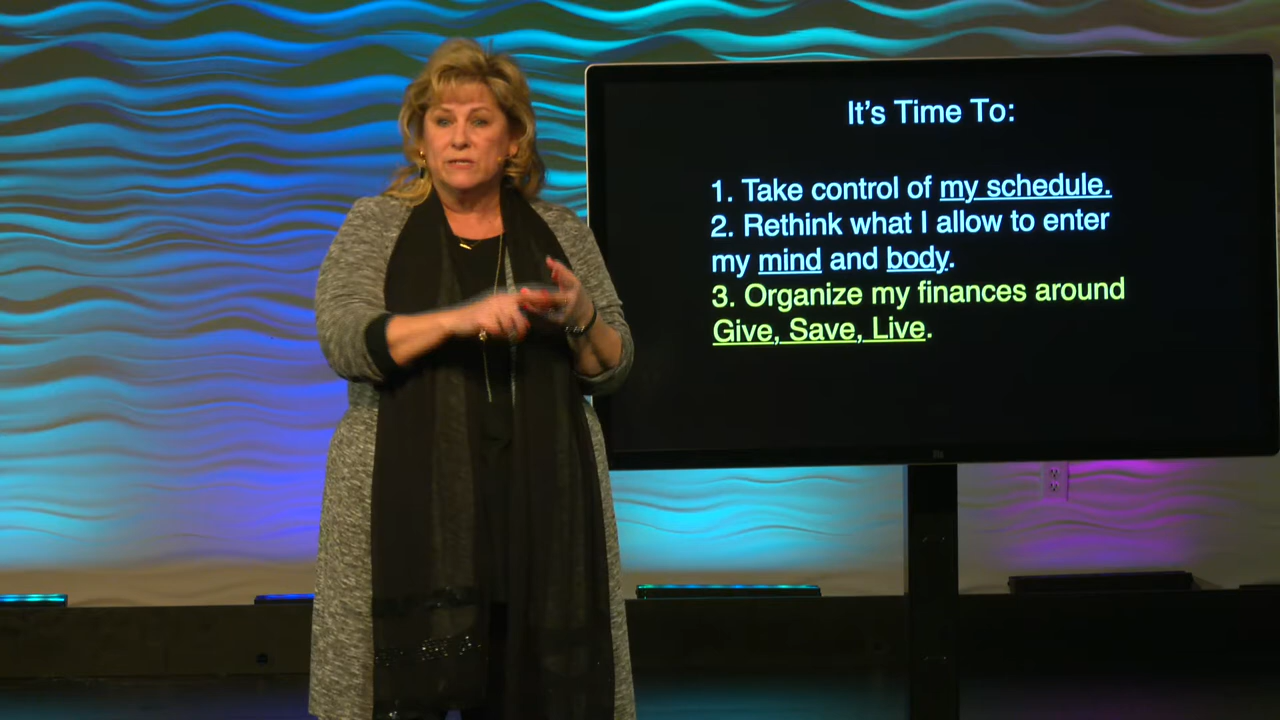 It's Time To:
1. Take control of my schedule.
2. Rethink what I allow to enter
my mind and body.
3. Organize my finances around
Give, Save, Live.